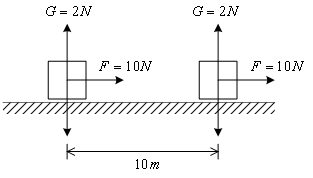 G = 2N G = 2N
F = 10N F = 10N
10m